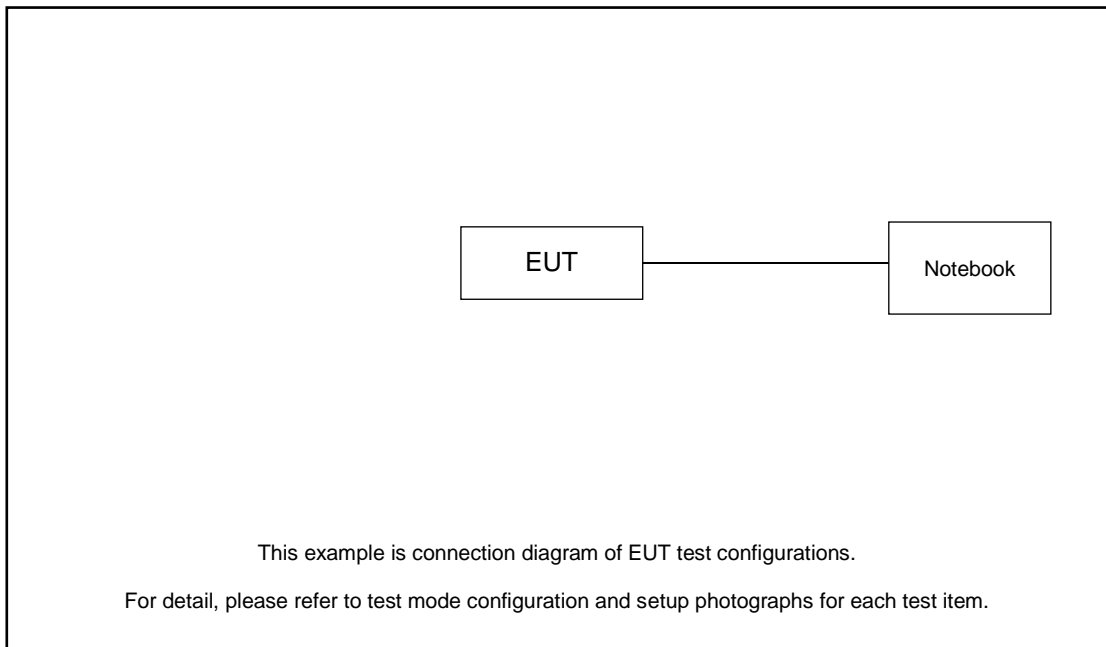 EUT
Notebook
This example is connection diagram of EUT test configurations.
For detail, please refer to test mode configuration and setup photographs for each test item.